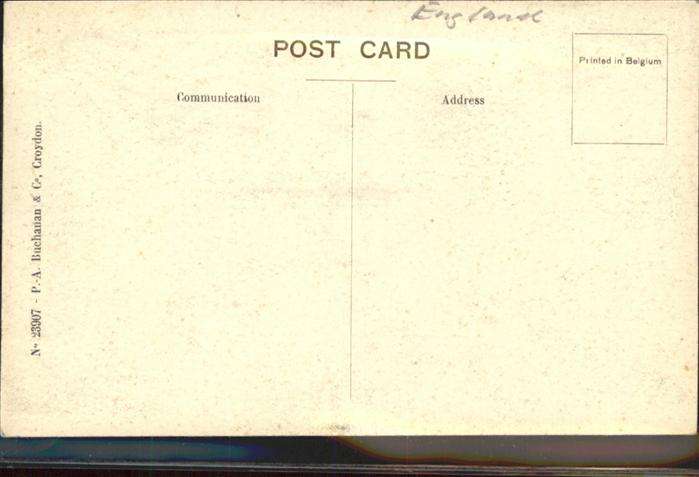 England
POST CARD
Printed in Belgium
Communication
Address
Nº 23907 - P.-A. Buchanan & Cº, Croydon.